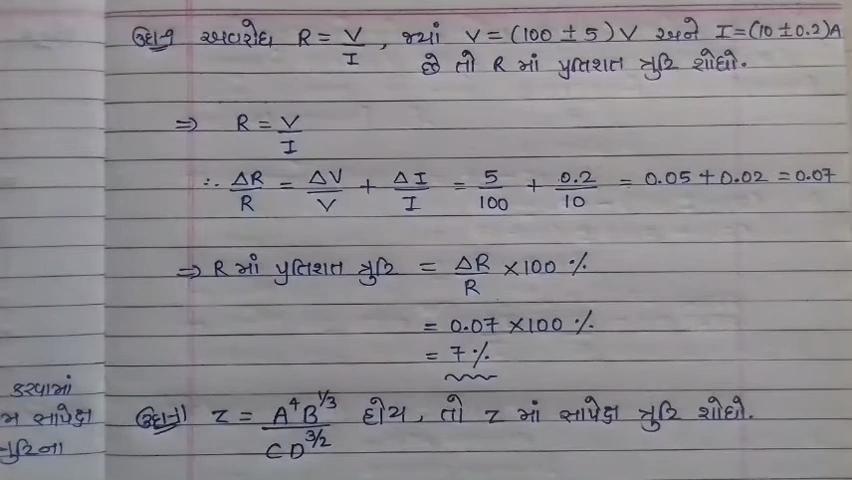 ઉદા-૧ અવરોધ R = V/I, જ્યાં V = (100 ± 5) V અને I = (10 ± 0.2)A
છે તો R માં પ્રતિશત ત્રુટિ શોધો.
⇒ R = V/I
∴ ΔR/R = ΔV/V + ΔI/I = 5/100 + 0.2/10 = 0.05 + 0.02 = 0.07
⇒ R માં પ્રતિશત ત્રુટિ = ΔR/R × 100 %
= 0.07 × 100 %
= 7 %
કરવામાં
સાપેક્ષ
ઉદા Z = A⁴B^(1/3)/CD^(3/2) હોય, તો Z માં સાપેક્ષ ત્રુટિ શોધો.